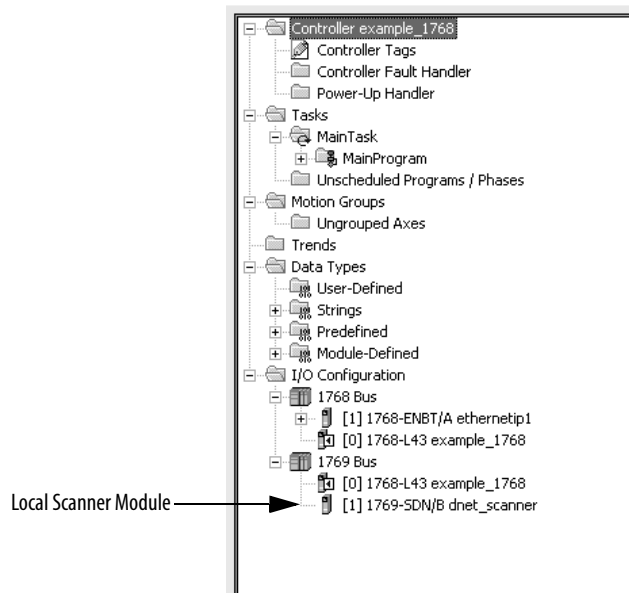 Controller example_1768
Controller Tags
Controller Fault Handler
Power-Up Handler
Tasks
MainTask
MainProgram
Unscheduled Programs / Phases
Motion Groups
Ungrouped Axes
Trends
Data Types
User-Defined
Strings
Predefined
Module-Defined
I/O Configuration
1768 Bus
[1] 1768-ENBT/A ethernetip1
[0] 1768-L43 example_1768
1769 Bus
[0] 1768-L43 example_1768
Local Scanner Module
[1] 1769-SDN/B dnet_scanner